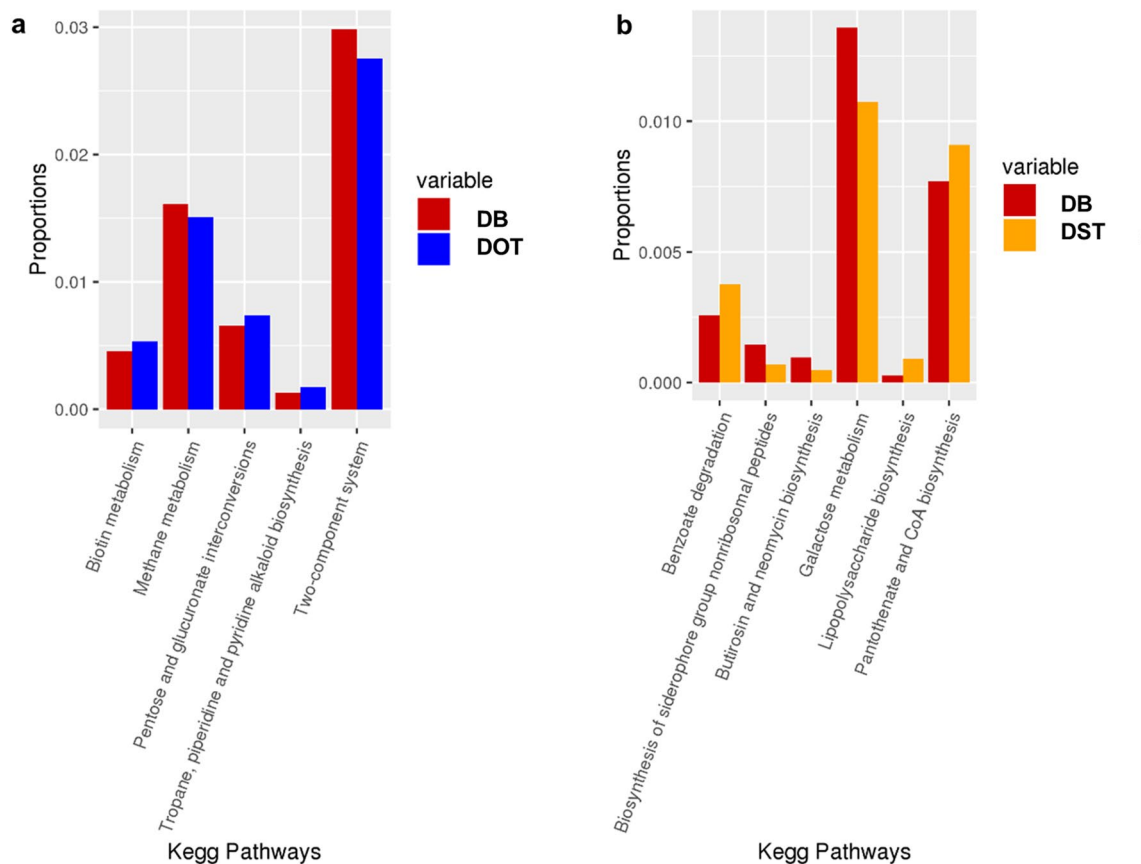 a
0.03
0.02
0.01
0.00
Proportions
variable
DB
DOT
Biotin metabolism
Methane metabolism
Pentose and glucuronate interconversions
Tropane, piperidine and pyridine alkaloid biosynthesis
Two-component system
Kegg Pathways
b
0.010
0.005
0.000
Proportions
variable
DB
DST
Benzoate degradation
Biosynthesis of siderophore group nonribosomal peptides
Butirosin and neomycin biosynthesis
Galactose metabolism
Lipopolysaccharide biosynthesis
Pantothenate and CoA biosynthesis
Kegg Pathways